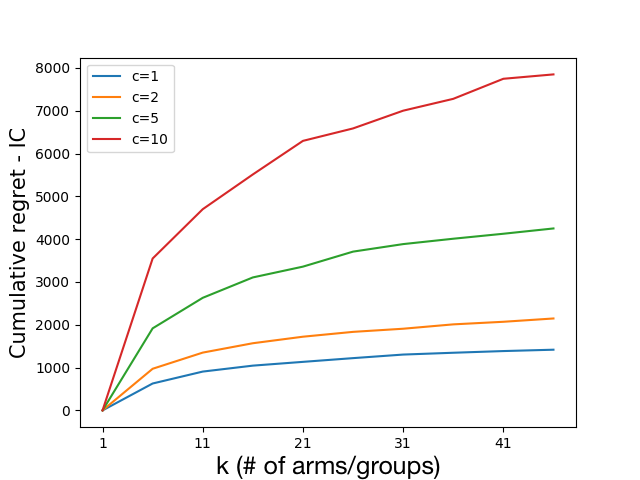 c=1
c=2
c=5
c=10
8000
7000
6000
5000
4000
3000
2000
1000
0
Cumulative regret - IC
1 11 21 31 41
k (# of arms/groups)